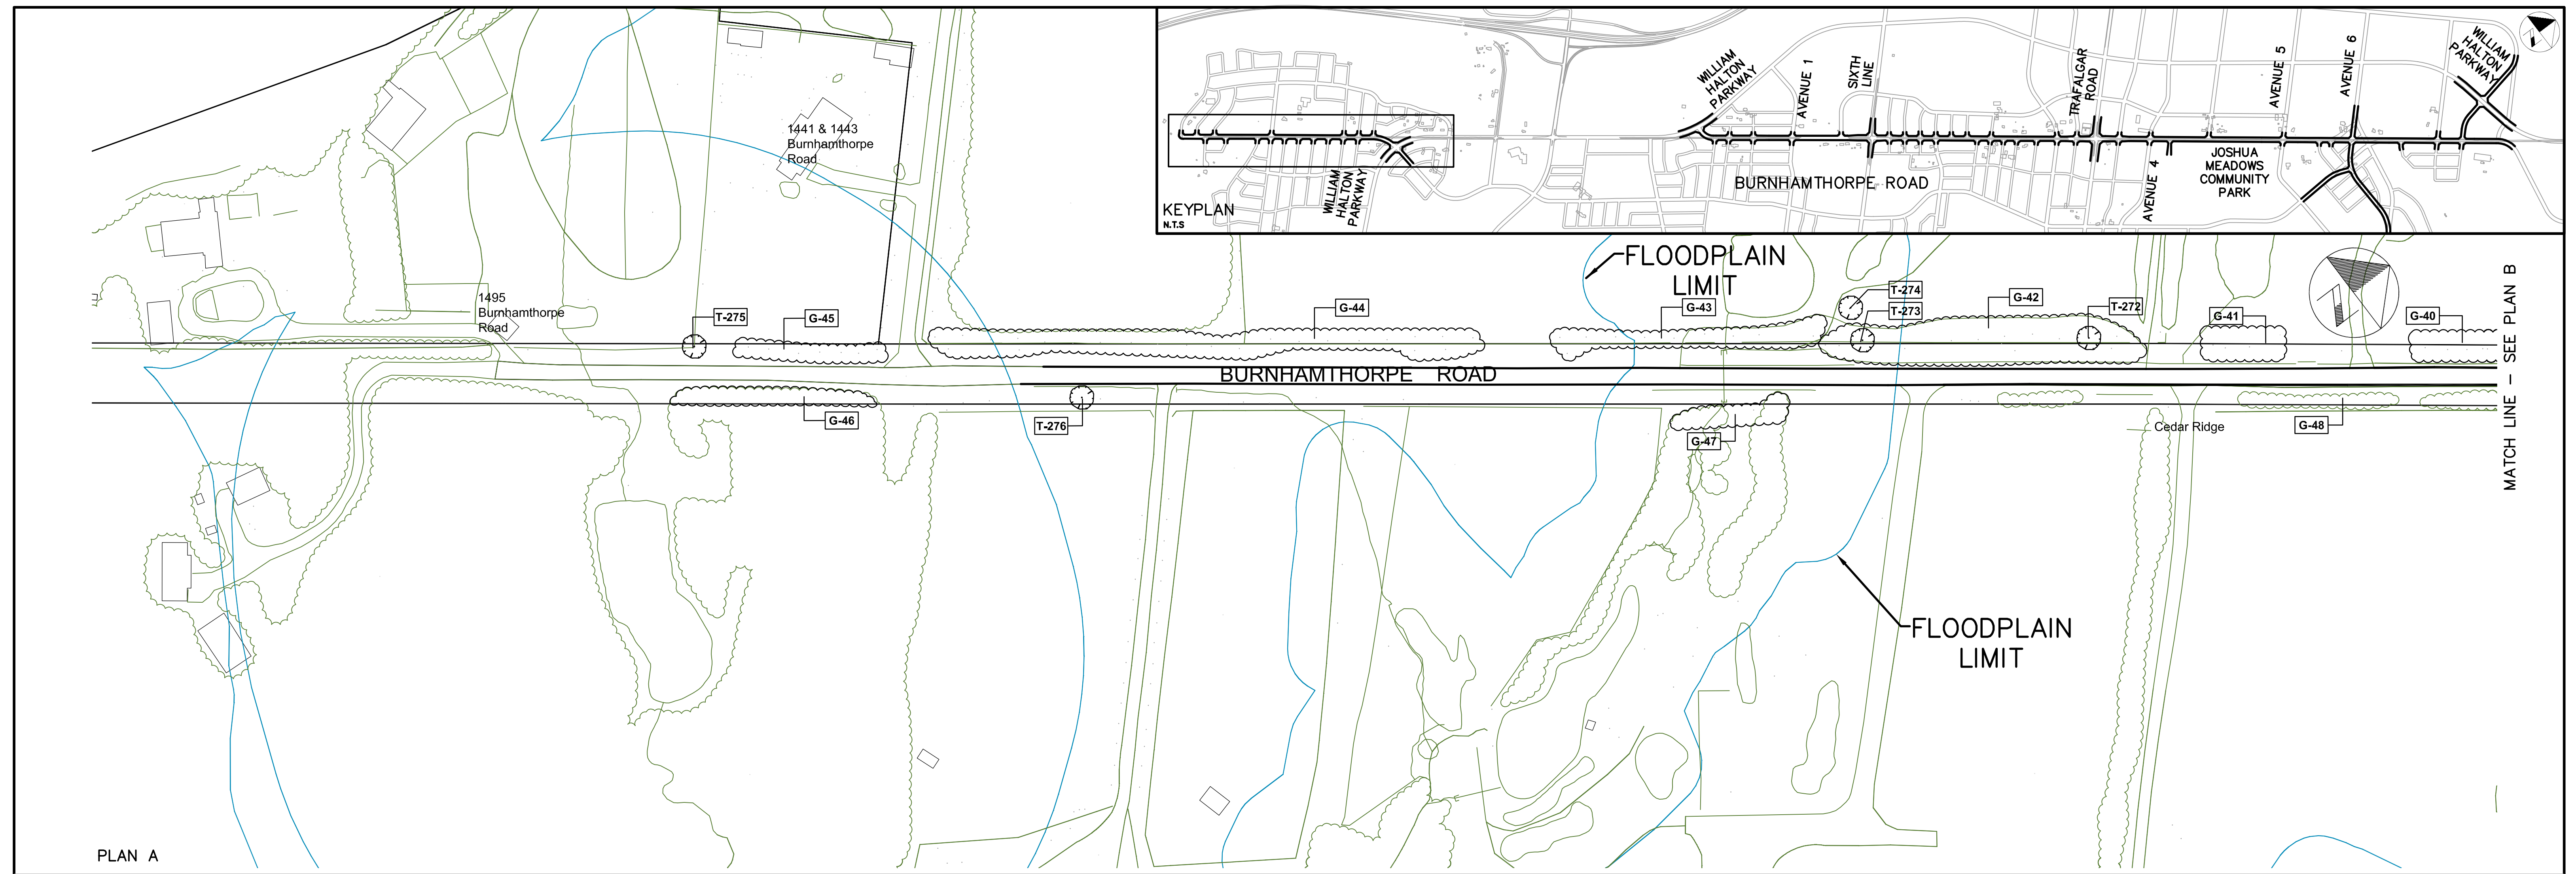 WILLIAM
HALTON
PARKWAY
AVENUE 1
SIXTH
LINE
TRAFALGAR
ROAD
AVENUE 5
AVENUE 6
WILLIAM
HALTON
PARKWAY
WILLIAM
HALTON
PARKWAY
BURNHAMTHORPE ROAD
AVENUE 4
JOSHUA
MEADOWS
COMMUNITY
PARK
KEYPLAN
N.T.S
1441 & 1443
Burnhamthorpe
Road
1495
Burnhamthorpe
Road
FLOODPLAIN
LIMIT
T-275
G-45
G-44
G-43
T-274
T-273
G-42
T-272
G-41
G-40
BURNHAMTHORPE ROAD
G-46
T-276
G-47
Cedar Ridge
G-48
MATCH LINE - SEE PLAN B
FLOODPLAIN
LIMIT
PLAN A